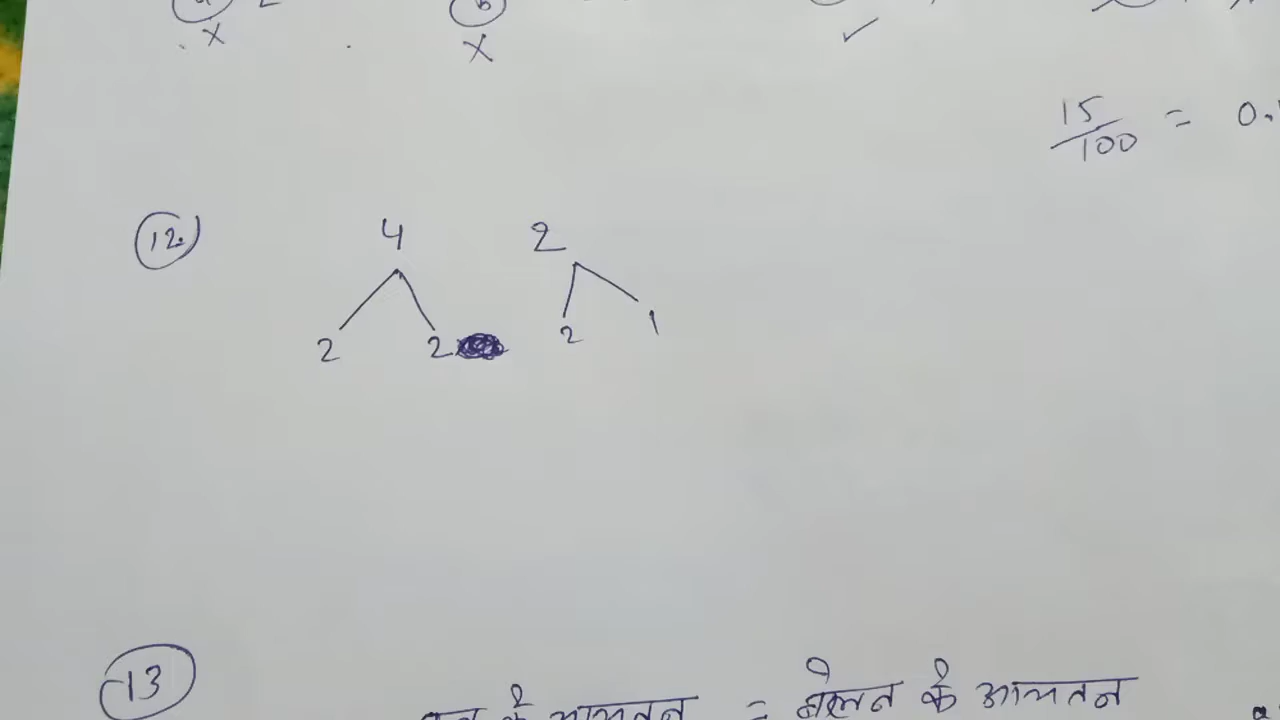 x x ✓
15/100 = 0.
12.
4 2
2 2 2 1
13
के आयतन = बेलन के आयतन